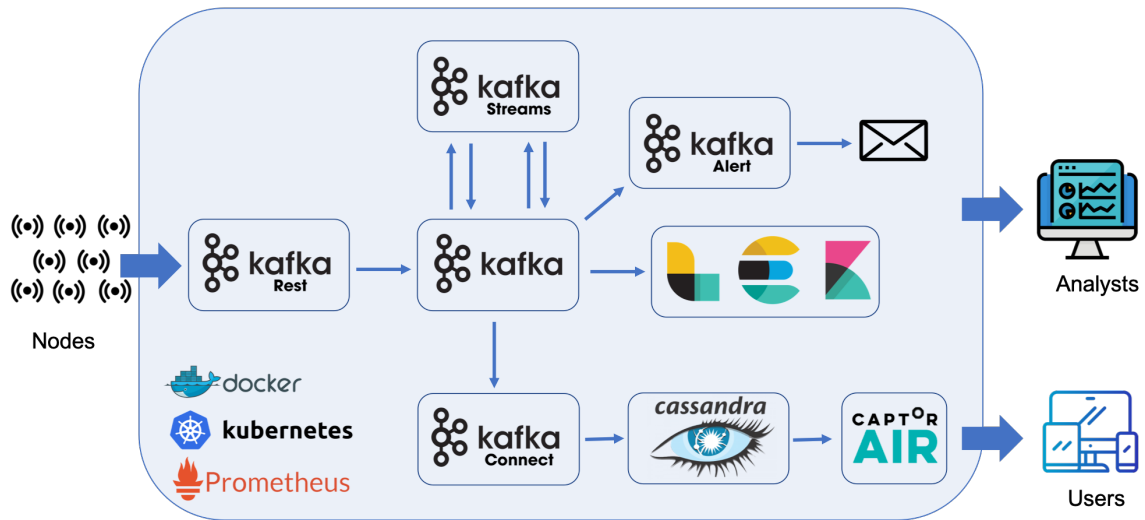 kafka
Streams
kafka
Alert
kafka
Rest
kafka
Analysts
Nodes
docker
kubernetes
Prometheus
kafka
Connect
cassandra
CAPTOR
AIR
Users